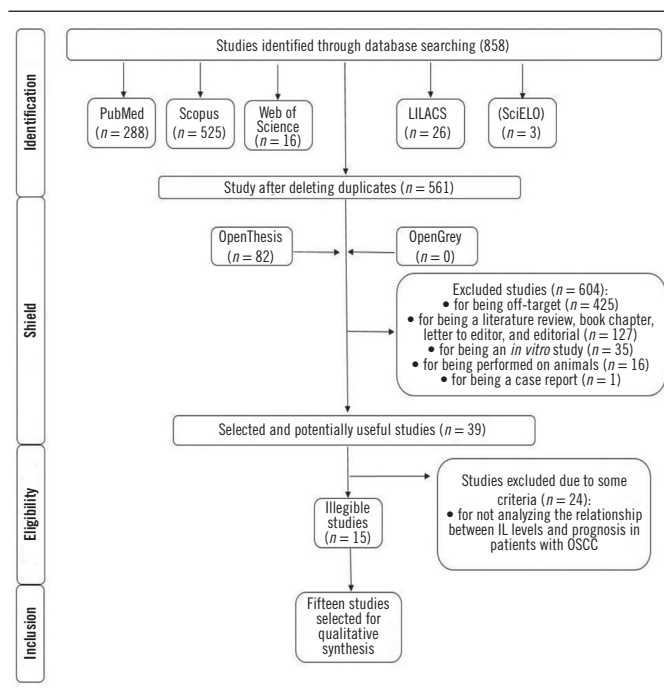 Identification
Studies identified through database searching (858)
PubMed
(n = 288)
Scopus
(n = 525)
Web of
Science
(n = 16)
LILACS
(n = 26)
(SciELO)
(n = 3)
Study after deleting duplicates (n = 561)
Shield
OpenThesis
(n = 82)
OpenGrey
(n = 0)
Excluded studies (n = 604):
• for being off-target (n = 425)
• for being a literature review, book chapter,
letter to editor, and editorial (n = 127)
• for being an in vitro study (n = 35)
• for being performed on animals (n = 16)
• for being a case report (n = 1)
Selected and potentially useful studies (n = 39)
Eligibility
Illegible
studies
(n = 15)
Studies excluded due to some
criteria (n = 24):
• for not analyzing the relationship
between IL levels and prognosis in
patients with OSCC
Inclusion
Fifteen studies
selected for
qualitative
synthesis